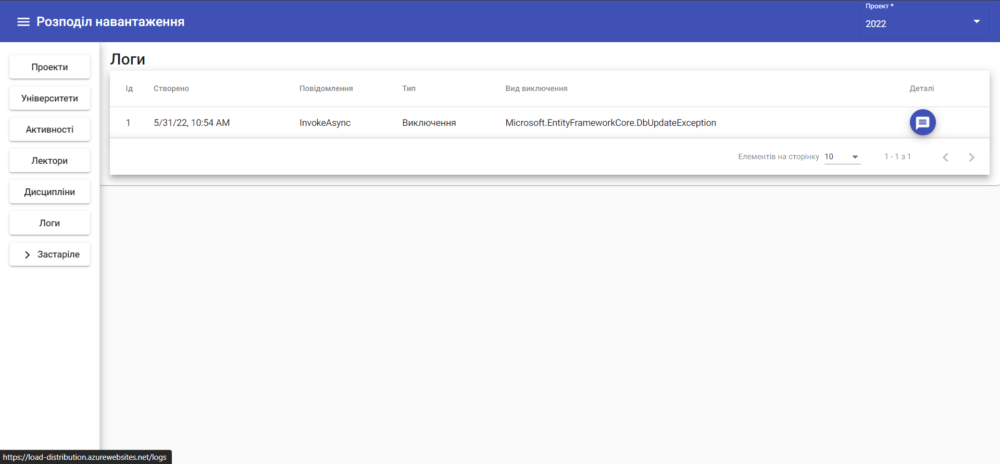 Розподіл навантаження
Проект *
2022
Проекти
Університети
Активності
Лектори
Дисципліни
Логи
Застаріле
Логи
Ід Створено Повідомлення Тип Вид виключення Деталі
1 5/31/22, 10:54 AM InvokeAsync Виключення Microsoft.EntityFrameworkCore.DbUpdateException
Елементів на сторінку 10 1 - 1 з 1
https://load-distribution.azurewebsites.net/logs